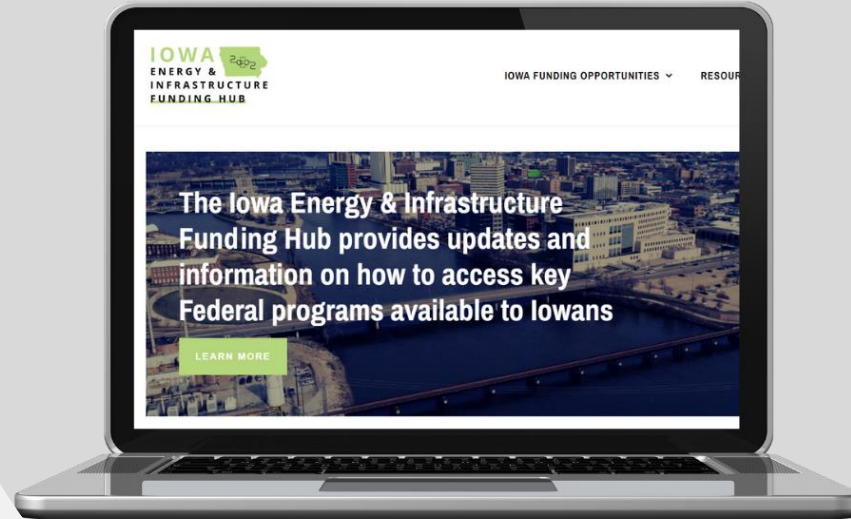 IOWA
ENERGY &
INFRASTRUCTURE
FUNDING HUB
IOWA FUNDING OPPORTUNITIES
The Iowa Energy & Infrastructure
Funding Hub provides updates and
information on how to access key
Federal programs available to Iowans
LEARN MORE